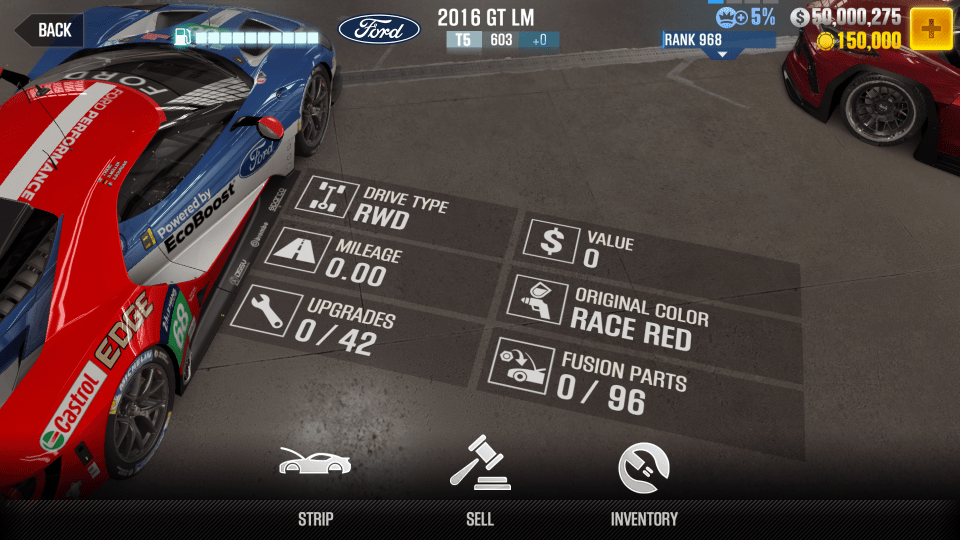 BACK
Ford
2016 GT LM
T5 603 +0
5%
RANK 968
50,000,275
150,000
FORD
FORD PERFORMANCE
Ford
Powered by
EcoBoost
EDGE
Castrol
68
MICHELIN
DRIVE TYPE
RWD
MILEAGE
0.00
UPGRADES
0 / 42
VALUE
0
ORIGINAL COLOR
RACE RED
FUSION PARTS
0 / 96
STRIP
SELL
INVENTORY